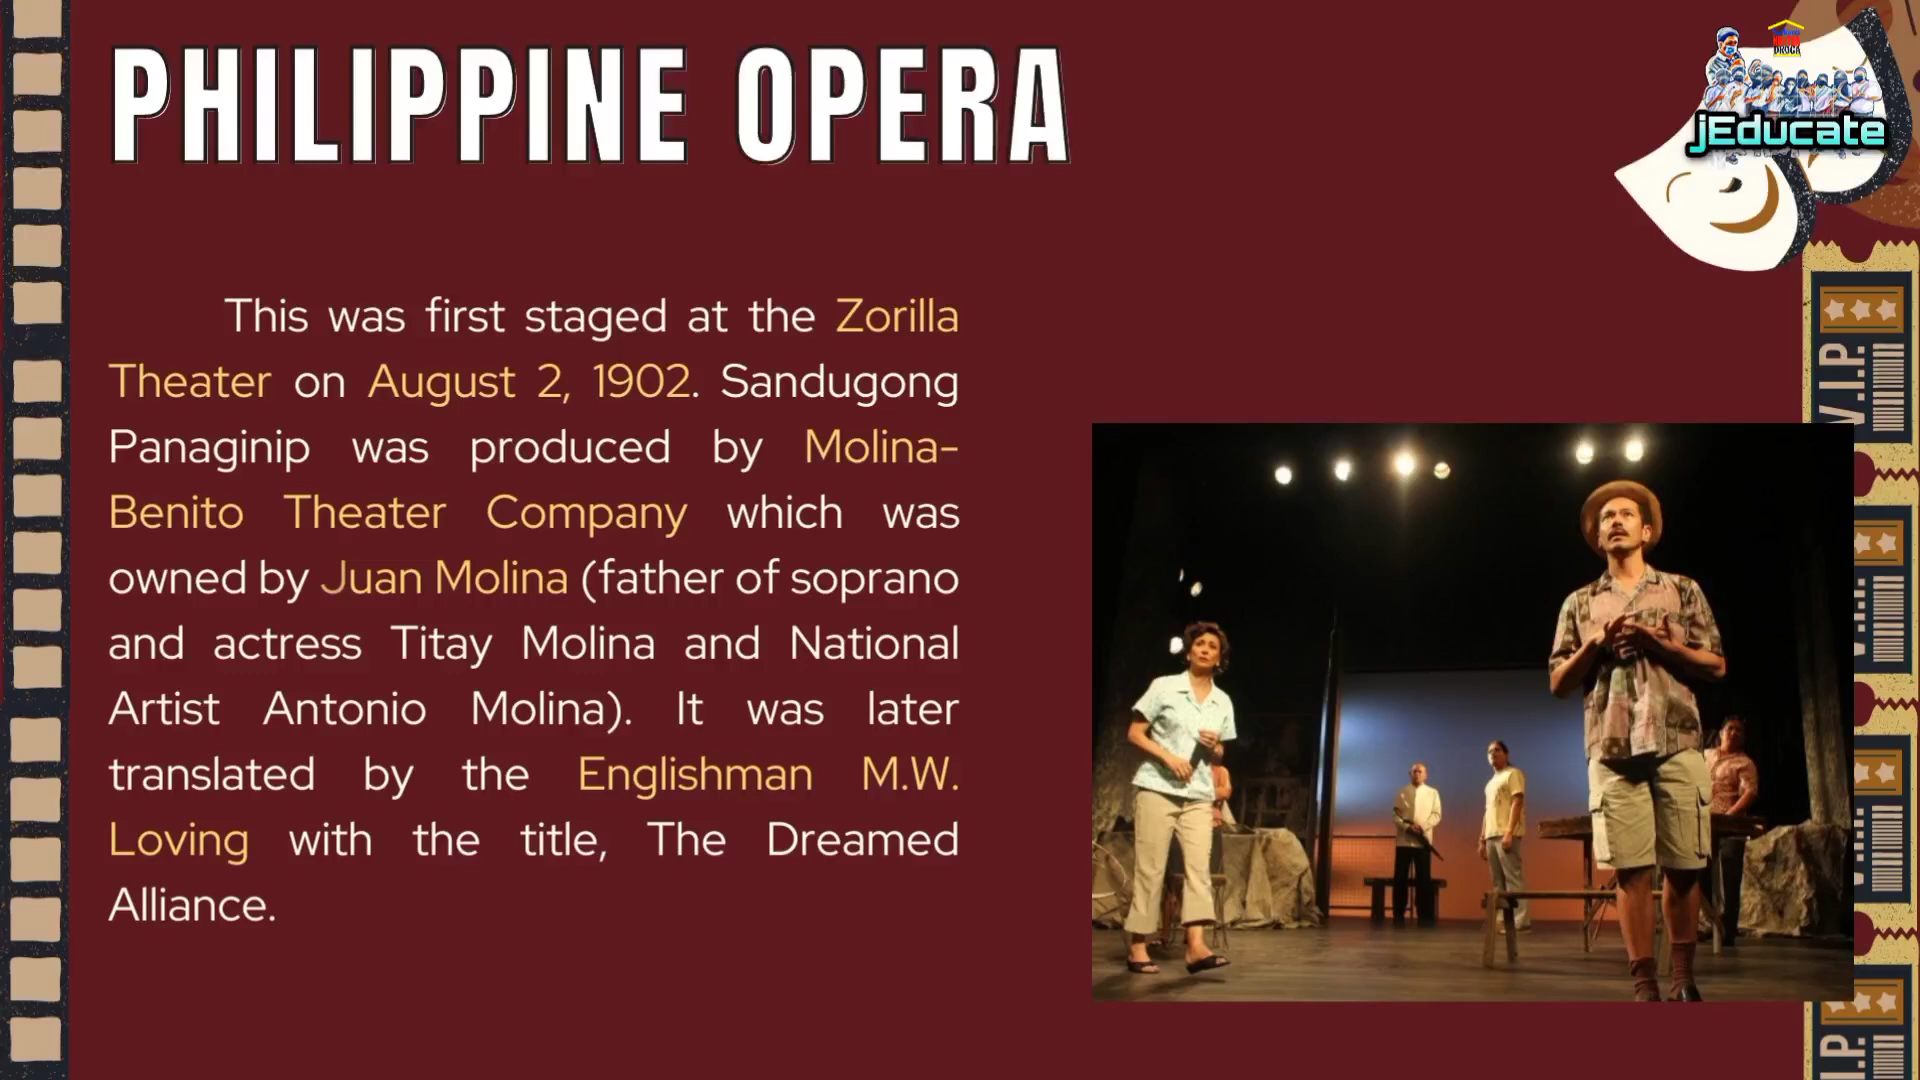 PHILIPPINE OPERA
DROGA
jEducate
This was first staged at the Zorilla
Theater on August 2, 1902. Sandugong
Panaginip was produced by Molina-
Benito Theater Company which was
owned by Juan Molina (father of soprano
and actress Titay Molina and National
Artist Antonio Molina). It was later
translated by the Englishman M.W.
Loving with the title, The Dreamed
Alliance.
V.I.P.
V.I.P.